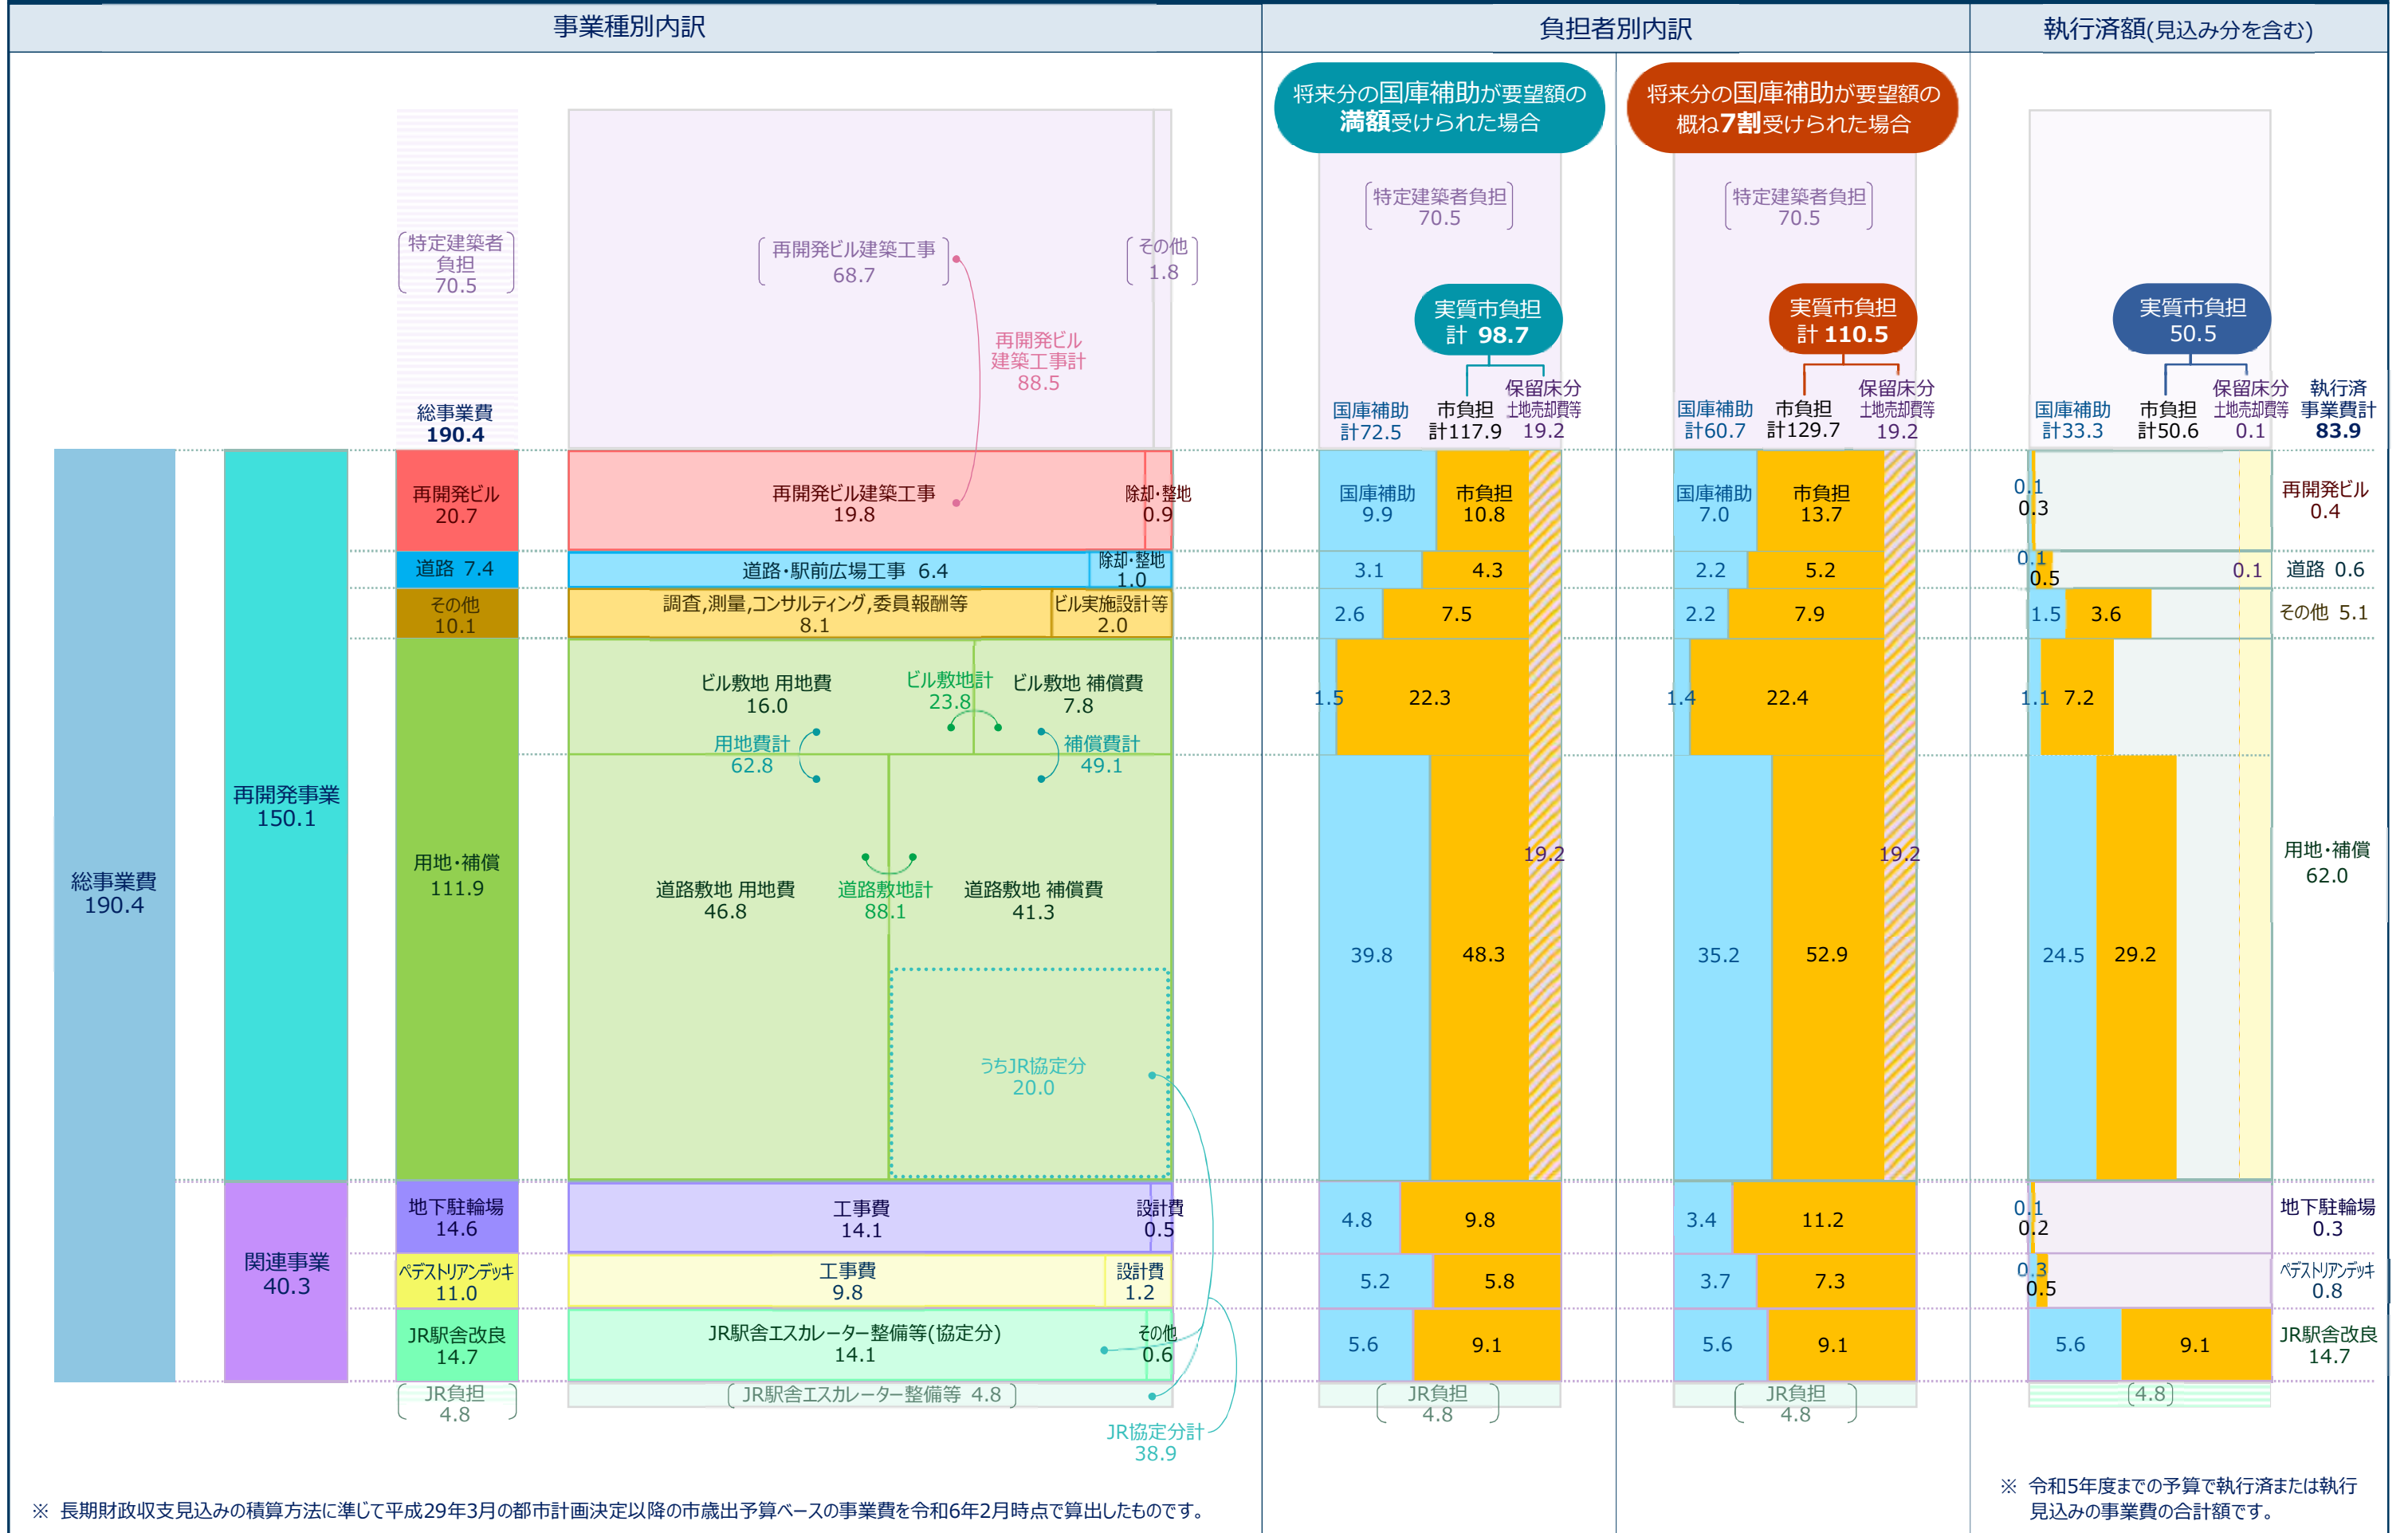 事業種別内訳
負担者別内訳
執行済額(見込み分を含む)
将来分の国庫補助が要望額の
満額受けられた場合
将来分の国庫補助が要望額の
概ね7割受けられた場合
特定建築者
負担
70.5
再開発ビル建築工事
68.7
その他
1.8
再開発ビル
建築工事計
88.5
特定建築者負担
70.5
特定建築者負担
70.5
実質市負担
計 98.7
実質市負担
計 110.5
実質市負担
50.5
総事業費
190.4
国庫補助
計72.5
市負担
計117.9
保留床分
土地売却費等
19.2
国庫補助
計60.7
市負担
計129.7
保留床分
土地売却費等
19.2
国庫補助
計33.3
市負担
計50.6
保留床分
土地売却費等
0.1
執行済
事業費計
83.9
総事業費
190.4
再開発事業
150.1
関連事業
40.3
再開発ビル
20.7
再開発ビル建築工事
19.8
除却・整地
0.9
国庫補助
9.9
市負担
10.8
国庫補助
7.0
市負担
13.7
0.1
0.3
再開発ビル
0.4
道路 7.4
道路・駅前広場工事 6.4
除却・整地
1.0
3.1
4.3
2.2
5.2
0.1
0.5
0.1
道路 0.6
その他
10.1
調査,測量,コンサルティング,委員報酬等
8.1
ビル実施設計等
2.0
2.6
7.5
2.2
7.9
1.5
3.6
その他 5.1
用地・補償
111.9
ビル敷地 用地費
16.0
ビル敷地計
23.8
ビル敷地 補償費
7.8
用地費計
62.8
補償費計
49.1
1.5
22.3
1.4
22.4
1.1
7.2
道路敷地 用地費
46.8
道路敷地計
88.1
道路敷地 補償費
41.3
うちJR協定分
20.0
19.2
39.8
48.3
19.2
35.2
52.9
24.5
29.2
用地・補償
62.0
地下駐輪場
14.6
工事費
14.1
設計費
0.5
4.8
9.8
3.4
11.2
0.1
0.2
地下駐輪場
0.3
ペデストリアンデッキ
11.0
工事費
9.8
設計費
1.2
5.2
5.8
3.7
7.3
0.3
0.5
ペデストリアンデッキ
0.8
JR駅舎改良
14.7
JR駅舎エスカレーター整備等(協定分)
14.1
その他
0.6
5.6
9.1
5.6
9.1
5.6
9.1
JR駅舎改良
14.7
JR負担
4.8
JR駅舎エスカレーター整備等 4.8
JR負担
4.8
JR負担
4.8
(4.8)
JR協定分計
38.9
※ 長期財政収支見込みの積算方法に準じて平成29年3月の都市計画決定以降の市歳出予算ベースの事業費を令和6年2月時点で算出したものです。
※ 令和5年度までの予算で執行済または執行
見込みの事業費の合計額です。